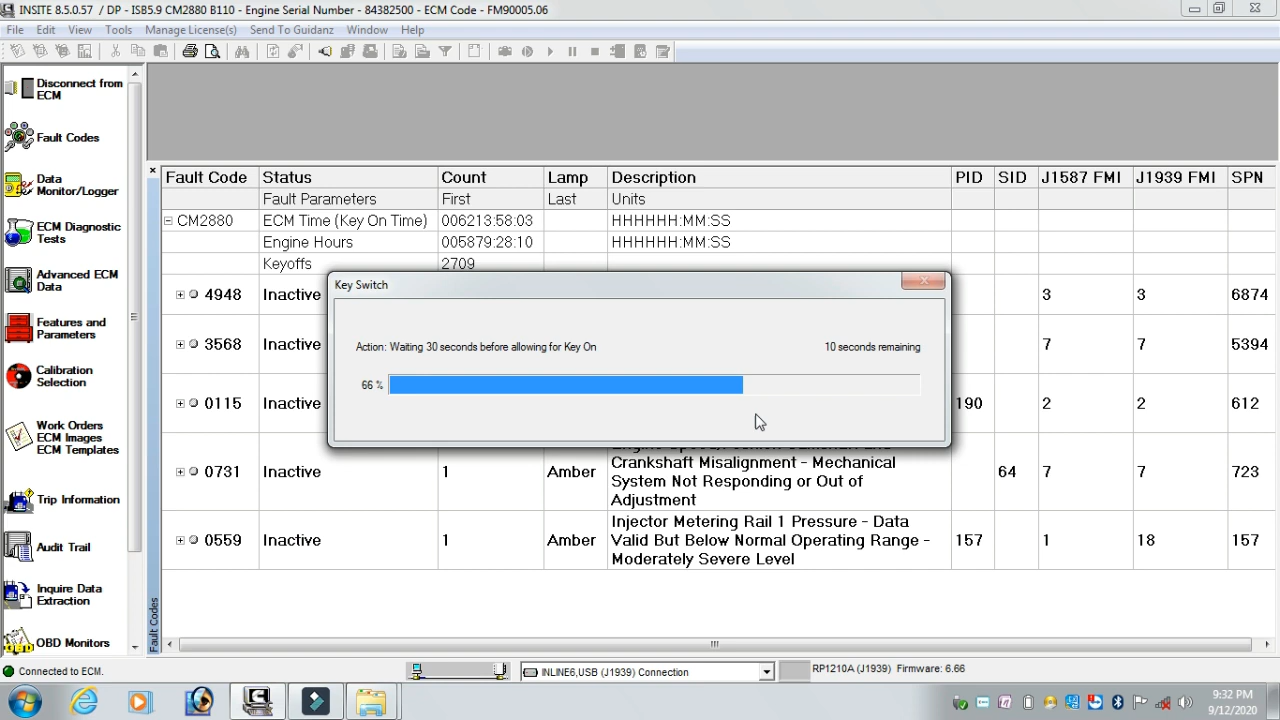 INSITE 8.5.0.57 / DP - ISB5.9 CM2880 B110 - Engine Serial Number - 84382500 - ECM Code - FM90005.06
File Edit View Tools Manage License(s) Send To Guidanz Window Help
Disconnect from
ECM
Fault Codes
Data
Monitor/Logger
ECM Diagnostic
Tests
Advanced ECM
Data
Features and
Parameters
Calibration
Selection
Work Orders
ECM Images
ECM Templates
Trip Information
Audit Trail
Inquire Data
Extraction
OBD Monitors
Fault Codes
Fault Code Status Count Lamp Description PID SID J1587 FMI J1939 FMI SPN
Fault Parameters First Last Units
CM2880 ECM Time (Key On Time) 006213:58:03 HHHHHH:MM:SS
Engine Hours 005879:28:10 HHHHHH:MM:SS
Keyoffs 2709
4948 Inactive 3 3 6874
3568 Inactive 7 7 5394
0115 Inactive 190 2 2 612
0731 Inactive 1 Amber Crankshaft Misalignment - Mechanical System Not Responding or Out of Adjustment 64 7 7 723
0559 Inactive 1 Amber Injector Metering Rail 1 Pressure - Data Valid But Below Normal Operating Range - Moderately Severe Level 157 1 18 157
Key Switch
Action: Waiting 30 seconds before allowing for Key On 10 seconds remaining
66 %
Connected to ECM. INLINE6,USB (J1939) Connection RP1210A (J1939) Firmware: 6.66
9:32 PM
9/12/2020